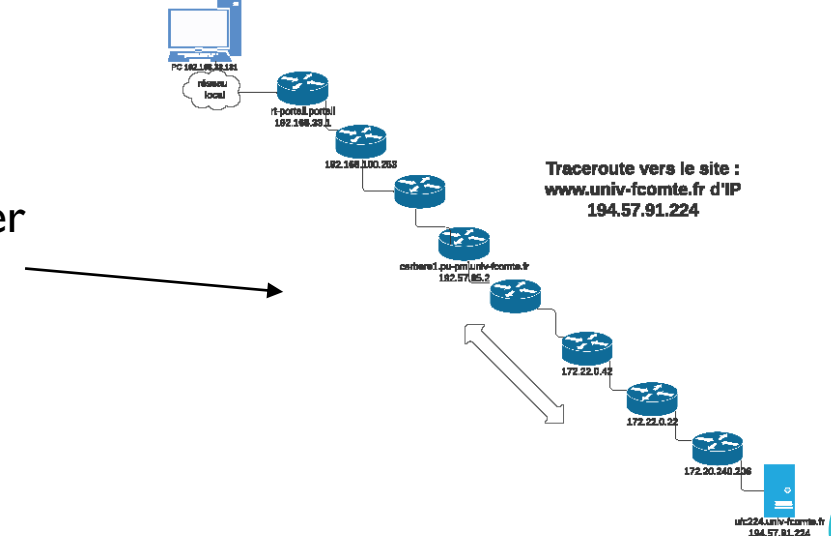 PC 192.168.33.131
réseau
local
rt-portail.portail
192.168.33.1
192.168.100.253
Traceroute vers le site :
www.univ-fcomte.fr d'IP
194.57.91.224
er
cerbere1.pu-pm.univ-fcomte.fr
192.57.85.2
172.22.0.42
172.22.0.22
172.20.240.206
ufc224.univ-fcomte.fr
194.57.91.224